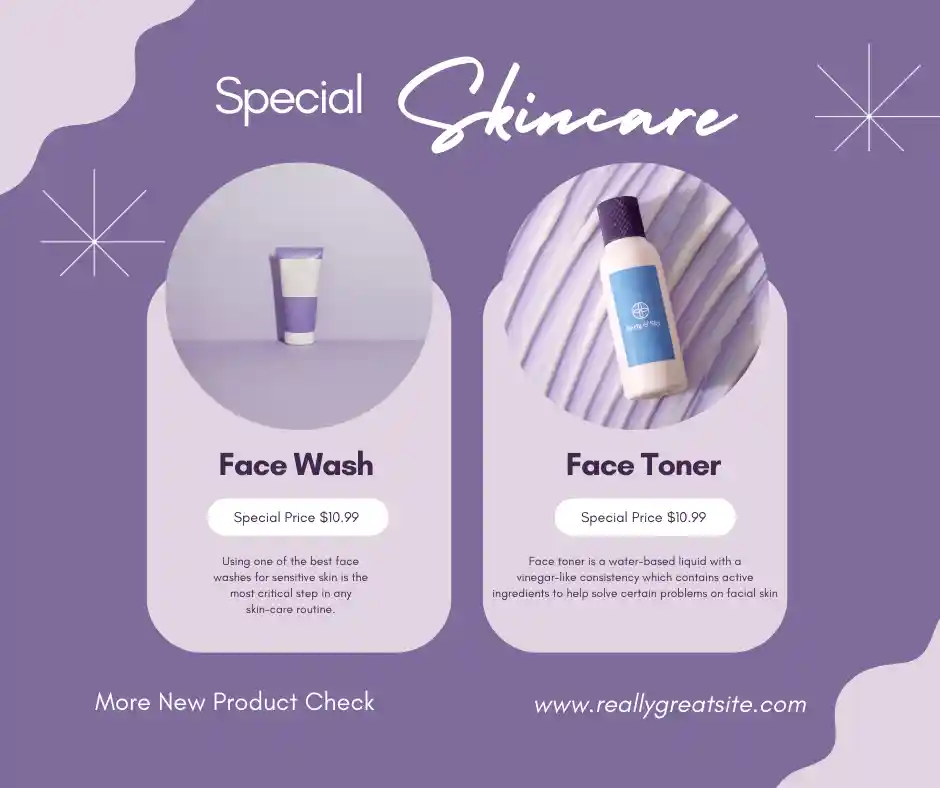 Special Skincare
Face Wash
Special Price $10.99
Using one of the best face
washes for sensitive skin is the
most critical step in any
skin-care routine.
Face Toner
Special Price $10.99
Face toner is a water-based liquid with a
vinegar-like consistency which contains active
ingredients to help solve certain problems on facial skin
More New Product Check
www.reallygreatsite.com